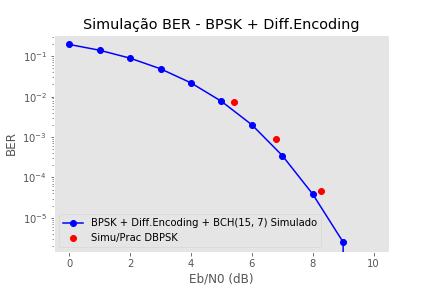 Simulação BER - BPSK + Diff.Encoding
10⁻¹
10⁻²
10⁻³
10⁻⁴
10⁻⁵
BER
BPSK + Diff.Encoding + BCH(15, 7) Simulado
Simu/Prac DBPSK
0 2 4 6 8 10
Eb/N0 (dB)